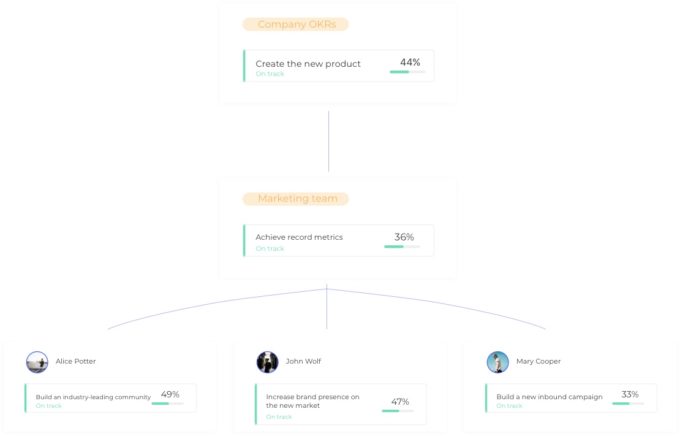 Company OKRs
Create the new product
44%
On track
Marketing team
Achieve record metrics
36%
On track
Alice Potter
Build an industry-leading community
49%
On track
John Wolf
Increase brand presence on
the new market
47%
On track
Mary Cooper
Build a new inbound campaign
33%
On track